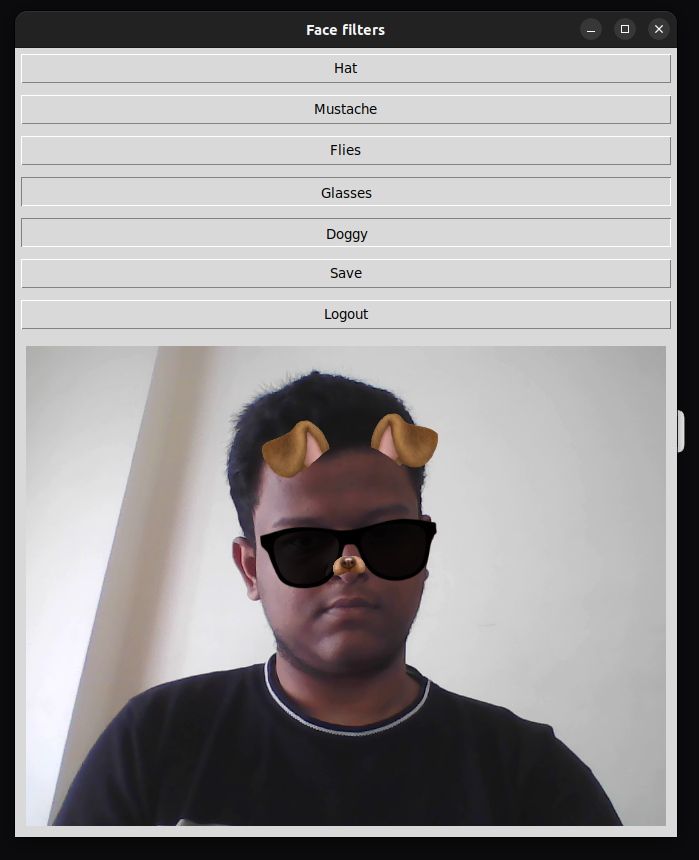 Face filters
Hat
Mustache
Flies
Glasses
Doggy
Save
Logout